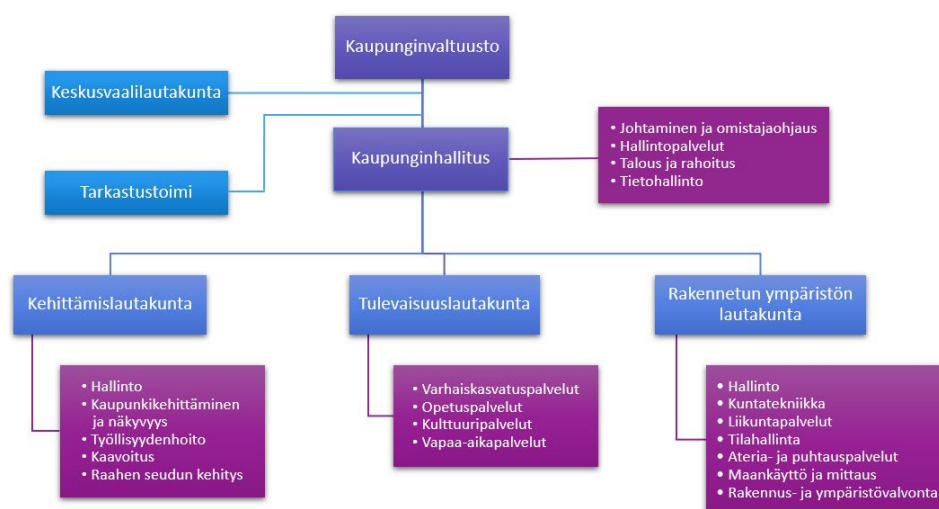 Kaupunginvaltuusto
Keskusvaalilautakunta
Kaupunginhallitus
• Johtaminen ja omistajaohjaus
• Hallintopalvelut
• Talous ja rahoitus
• Tietohallinto
Tarkastustoimi
Kehittämislautakunta
Tulevaisuuslautakunta
Rakennetun ympäristön
lautakunta
• Hallinto
• Kaupunkikehittäminen
ja näkyvyys
• Työllisyydenhoito
• Kaavoitus
• Raahen seudun kehitys
• Varhaiskasvatuspalvelut
• Opetuspalvelut
• Kulttuuripalvelut
• Vapaa-aikapalvelut
• Hallinto
• Kuntatekniikka
• Liikuntapalvelut
• Tilahallinta
• Ateria- ja puhtauspalvelut
• Maankäyttö ja mittaus
• Rakennus- ja ympäristövalvonta